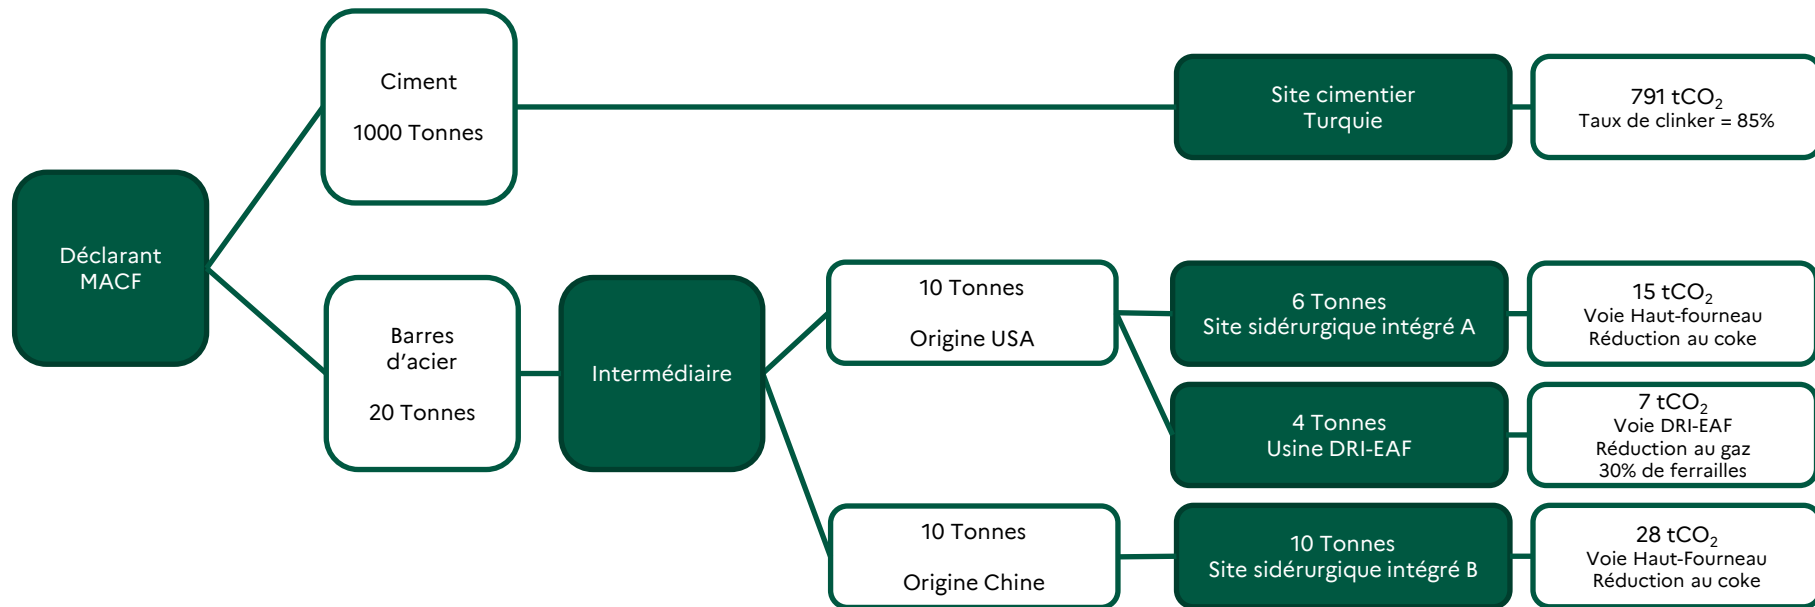 Déclarant
MACF
Ciment
1000 Tonnes
Site cimentier
Turquie
791 tCO₂
Taux de clinker = 85%
Barres
d’acier
20 Tonnes
Intermédiaire
10 Tonnes
Origine USA
6 Tonnes
Site sidérurgique intégré A
15 tCO₂
Voie Haut-fourneau
Réduction au coke
4 Tonnes
Usine DRI-EAF
7 tCO₂
Voie DRI-EAF
Réduction au gaz
30% de ferrailles
10 Tonnes
Origine Chine
10 Tonnes
Site sidérurgique intégré B
28 tCO₂
Voie Haut-Fourneau
Réduction au coke